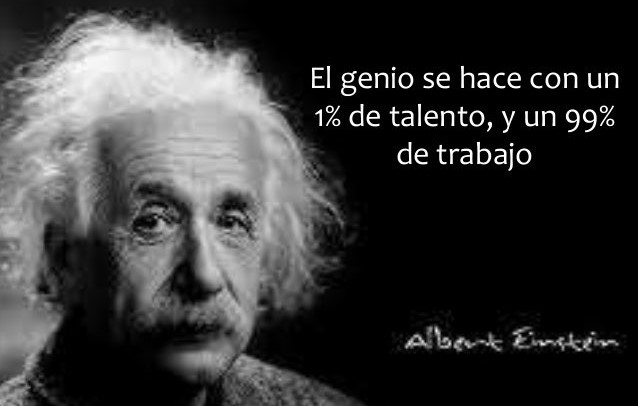 El genio se hace con un
1% de talento, y un 99%
de trabajo
Albert Einstein